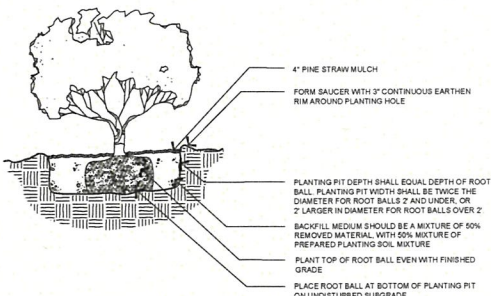 4" PINE STRAW MULCH
FORM SAUCER WITH 3" CONTINUOUS EARTHEN
RIM AROUND PLANTING HOLE
PLANTING PIT DEPTH SHALL EQUAL DEPTH OF ROOT
BALL. PLANTING PIT WIDTH SHALL BE TWICE THE
DIAMETER FOR ROOT BALLS 2' AND UNDER, OR
2' LARGER IN DIAMETER FOR ROOT BALLS OVER 2'
BACKFILL MEDIUM SHOULD BE A MIXTURE OF 50%
REMOVED MATERIAL, WITH 50% MIXTURE OF
PREPARED PLANTING SOIL MIXTURE
PLANT TOP OF ROOT BALL EVEN WITH FINISHED
GRADE
PLACE ROOT BALL AT BOTTOM OF PLANTING PIT
ON UNDISTURBED SUBGRADE